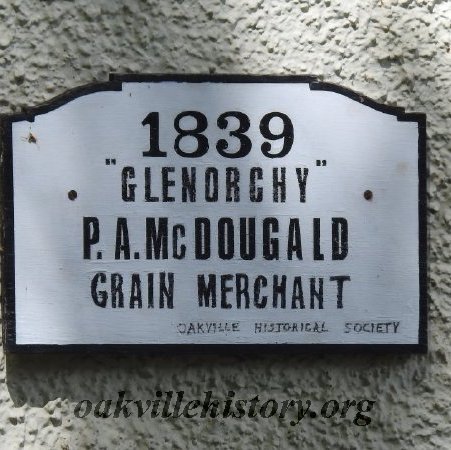 1839
"GLENORCHY"
P. A. McDOUGALD
GRAIN MERCHANT
OAKVILLE HISTORICAL SOCIETY
oakvillehistory.org